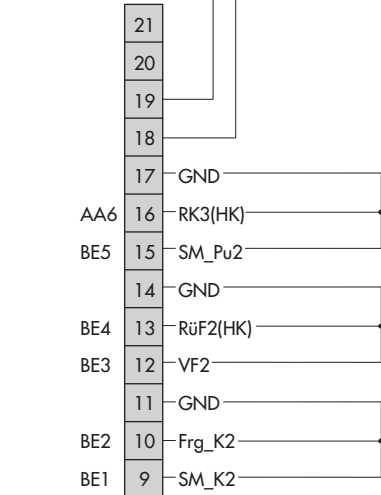 21
20
19
18
17 GND
AA6 16 RK3(HK)
BE5 15 SM_Pu2
14 GND
BE4 13 RüF2(HK)
BE3 12 VF2
11 GND
BE2 10 Frg_K2
BE1 9 SM_K2